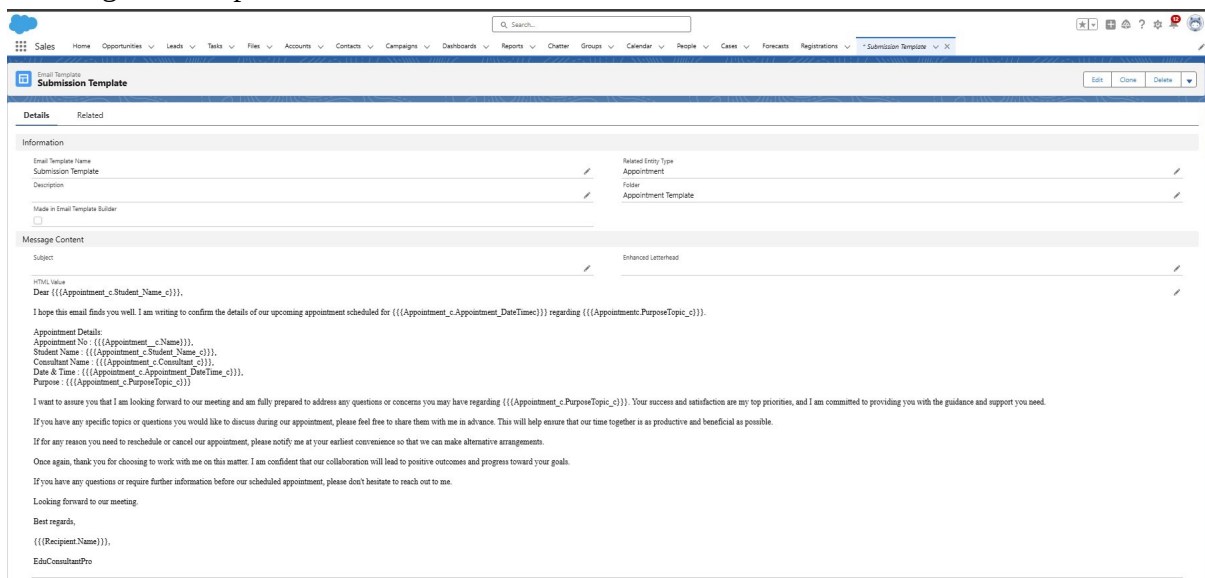 Search...
12
Sales Home Opportunities Leads Tasks Files Accounts Contacts Campaigns Dashboards Reports Chatter Groups Calendar People Cases Forecasts Registrations * Submission Template
Email Template
Submission Template
Edit Clone Delete
Details Related
Information
Email Template Name
Submission Template
Related Entity Type
Appointment
Description
Folder
Appointment Template
Made in Email Template Builder
Message Content
Subject
Enhanced Letterhead
HTML Value
Dear {{{Appointment_c.Student_Name_c}}},
I hope this email finds you well. I am writing to confirm the details of our upcoming appointment scheduled for {{{Appointment_c.Appointment_DateTimec}}} regarding {{{Appointmentc.PurposeTopic_c}}}.
Appointment Details:
Appointment No : {{{Appointment__c.Name}}},
Student Name : {{{Appointment_c.Student_Name_c}}},
Consultant Name : {{{Appointment_c.Consultant_c}}},
Date & Time : {{{Appointment_c.Appointment_DateTime_c}}},
Purpose : {{{Appointment_c.PurposeTopic_c}}}
I want to assure you that I am looking forward to our meeting and am fully prepared to address any questions or concerns you may have regarding {{{Appointment_c.PurposeTopic_c}}}. Your success and satisfaction are my top priorities, and I am committed to providing you with the guidance and support you need.
If you have any specific topics or questions you would like to discuss during our appointment, please feel free to share them with me in advance. This will help ensure that our time together is as productive and beneficial as possible.
If for any reason you need to reschedule or cancel our appointment, please notify me at your earliest convenience so that we can make alternative arrangements.
Once again, thank you for choosing to work with me on this matter. I am confident that our collaboration will lead to positive outcomes and progress toward your goals.
If you have any questions or require further information before our scheduled appointment, please don't hesitate to reach out to me.
Looking forward to our meeting.
Best regards,
{{{Recipient.Name}}},
EduConsultantPro